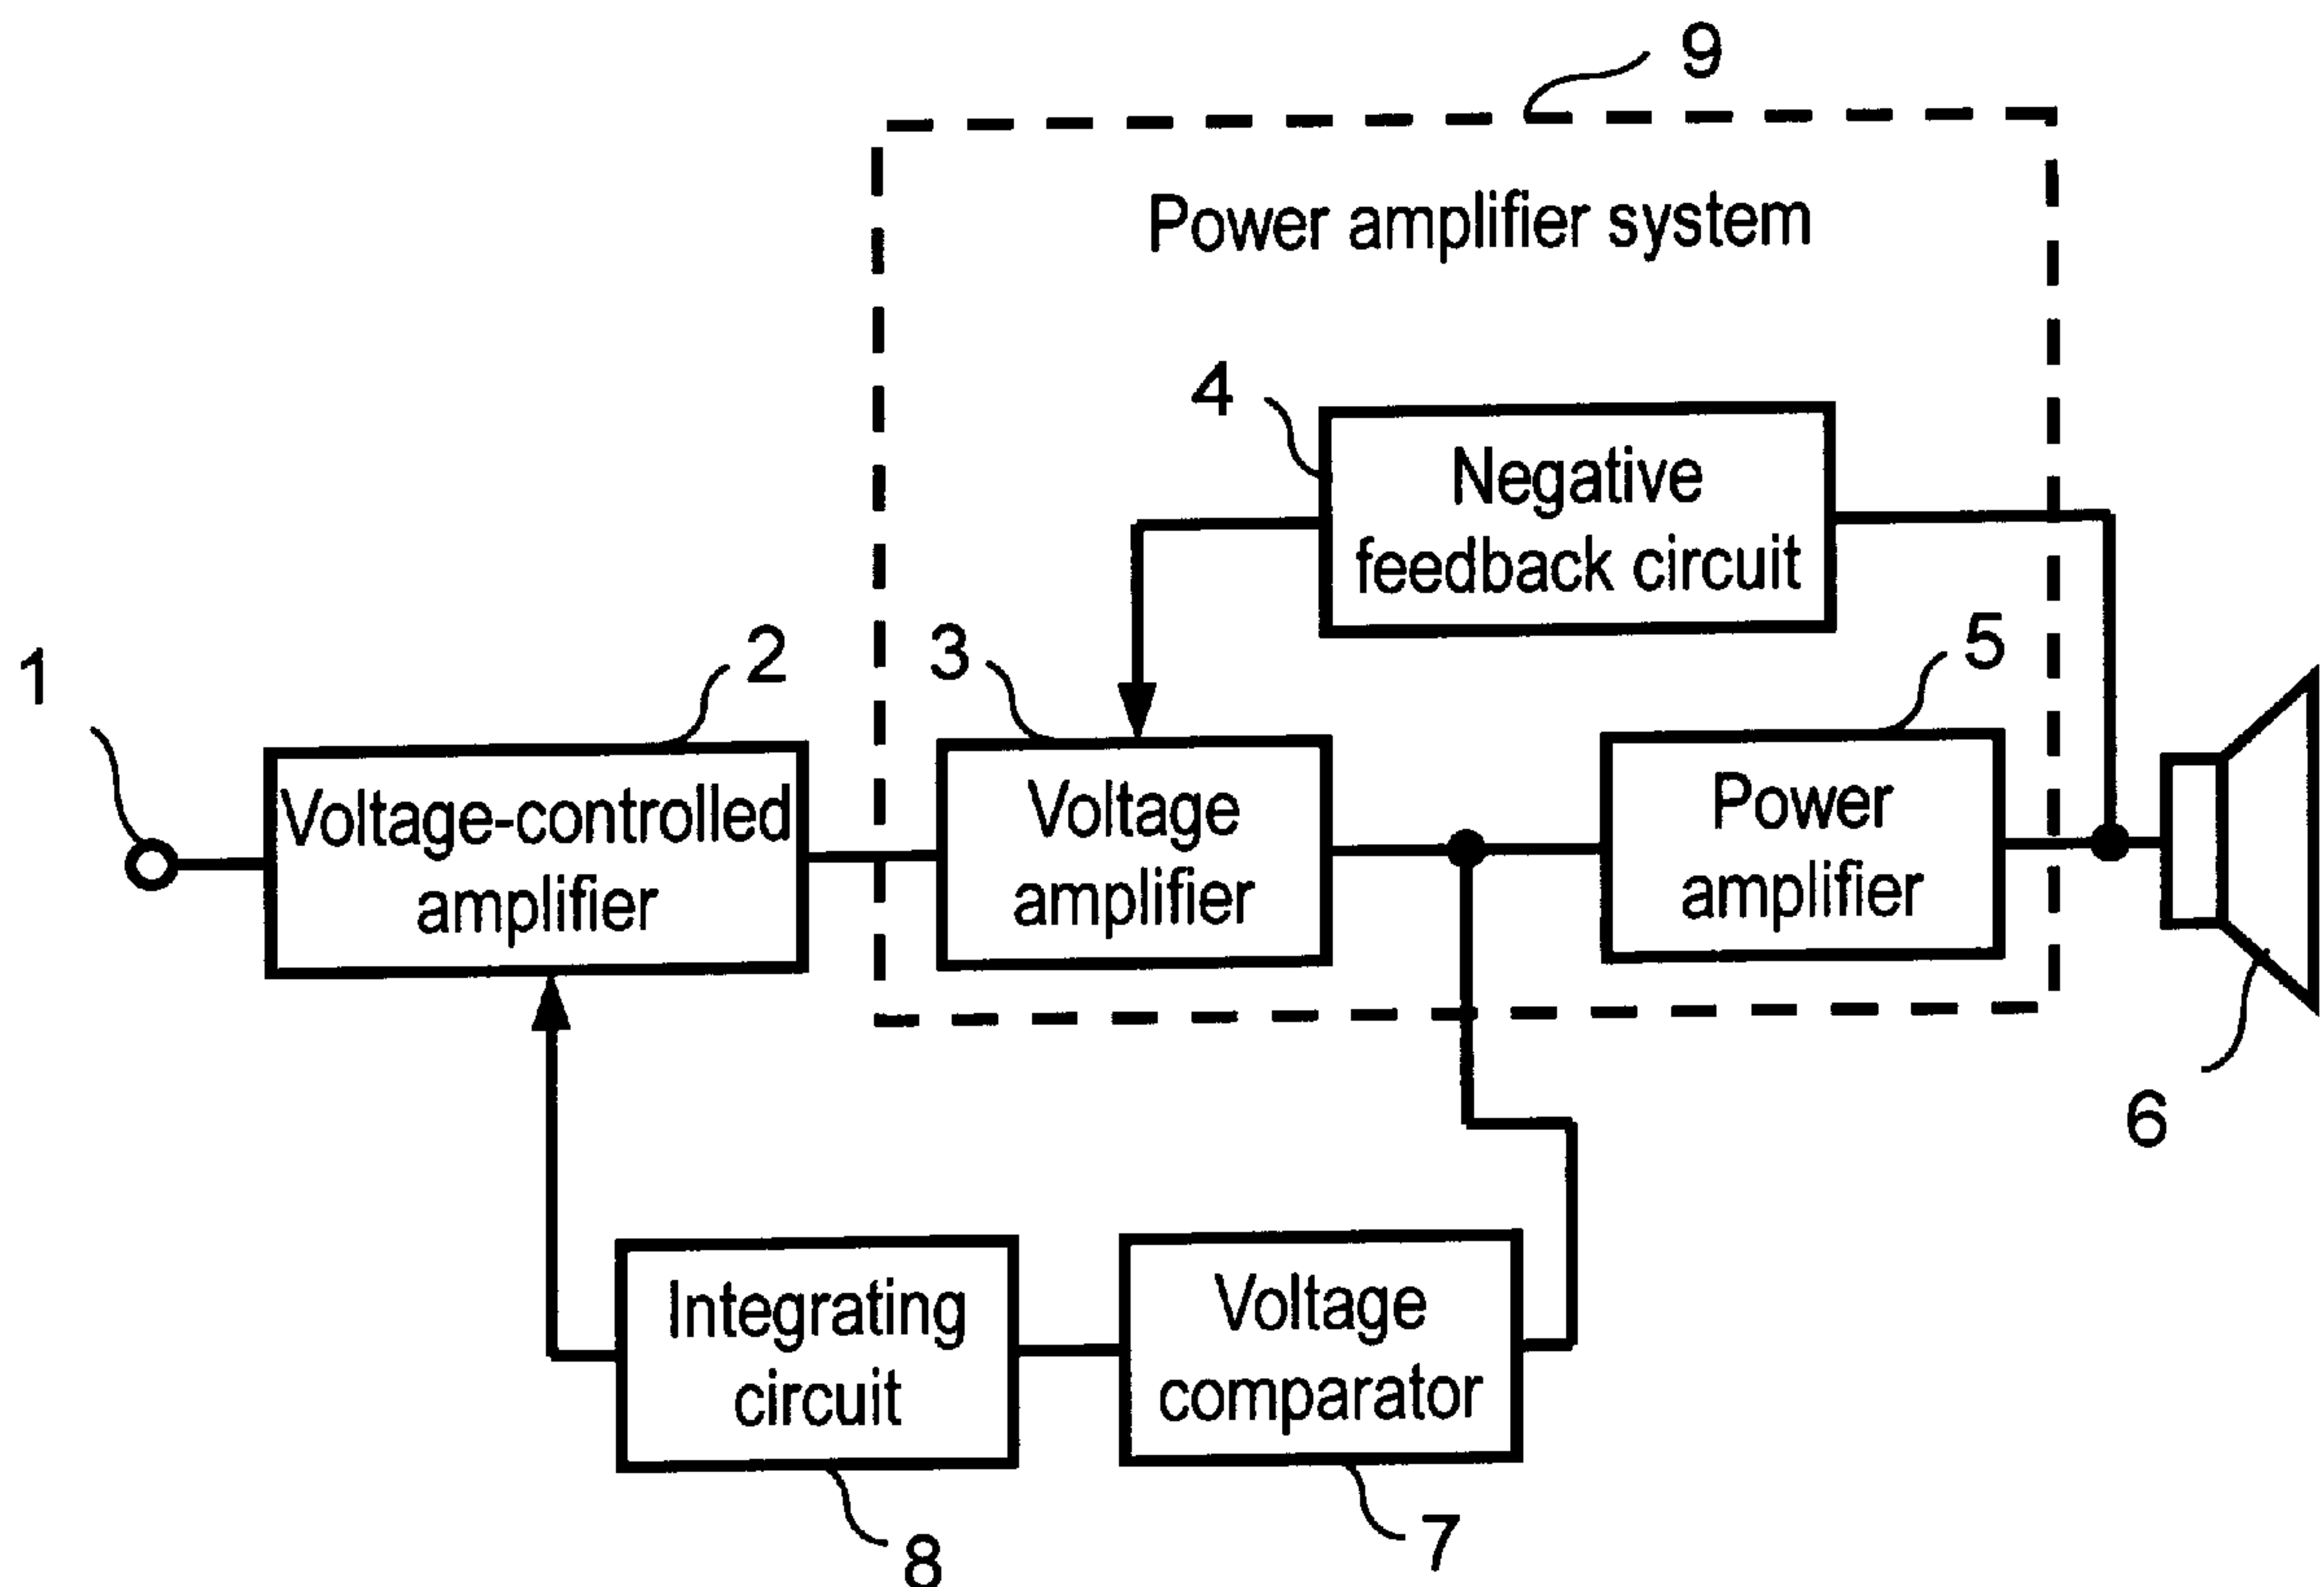 9
Power amplifier system
4
Negative
feedback circuit
1
2
3
5
Voltage-controlled
amplifier
Voltage
amplifier
Power
amplifier
6
Integrating
circuit
Voltage
comparator
8
7